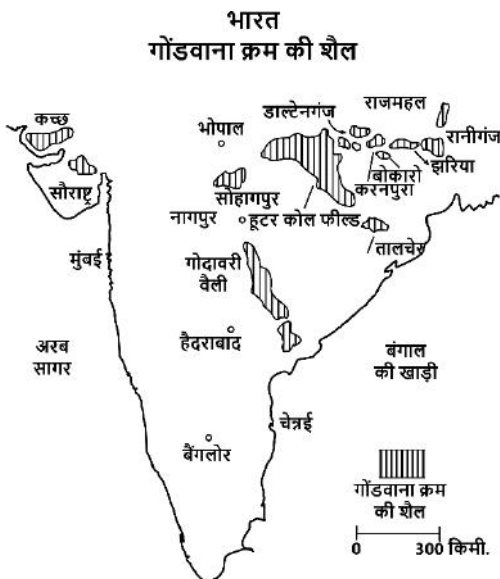 भारत
गोंडवाना क्रम की शैल
कच्छ
सौराष्ट्र
भोपाल
डाल्टेनगंज
राजमहल
रानीगंज
झरिया
बोकारो
करनपुरा
सोहागपुर
नागपुर
हूटर कोल फील्ड
तालचेर
मुंबई
गोदावरी
वैली
अरब
सागर
हैदराबाद
बंगाल
की खाड़ी
चेन्नई
बैंगलोर
गोंडवाना क्रम
की शैल
0 300 किमी.